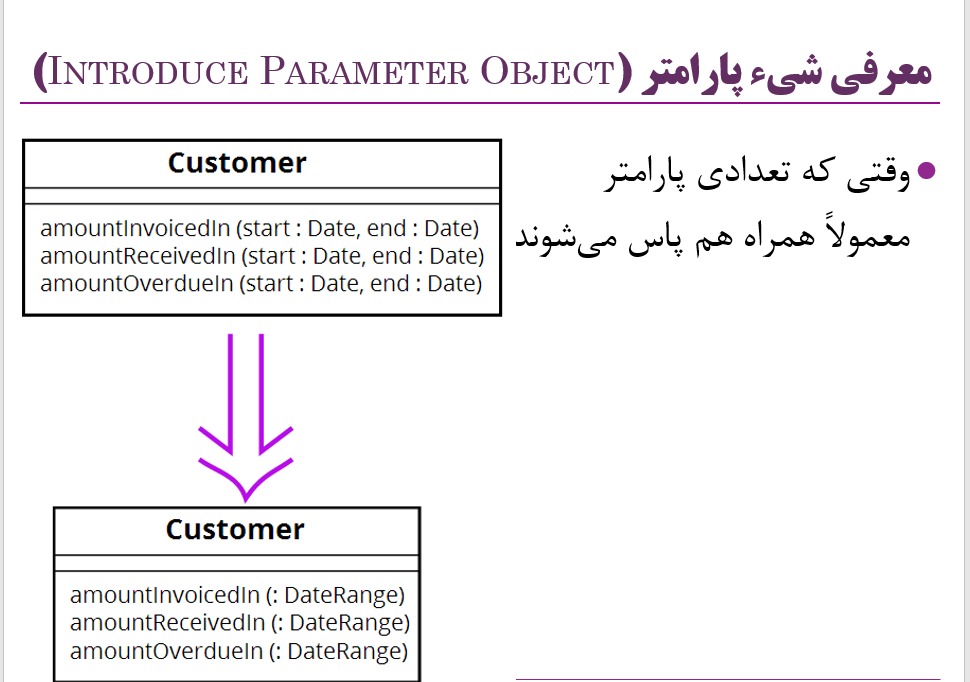 معرفی شیء پارامتر (INTRODUCE PARAMETER OBJECT)
وقتی که تعدادی پارامتر
معمولاً همراه هم پاس می‌شوند
Customer
amountInvoicedIn (start : Date, end : Date)
amountReceivedIn (start : Date, end : Date)
amountOverdueIn (start : Date, end : Date)
Customer
amountInvoicedIn (: DateRange)
amountReceivedIn (: DateRange)
amountOverdueIn (: DateRange)